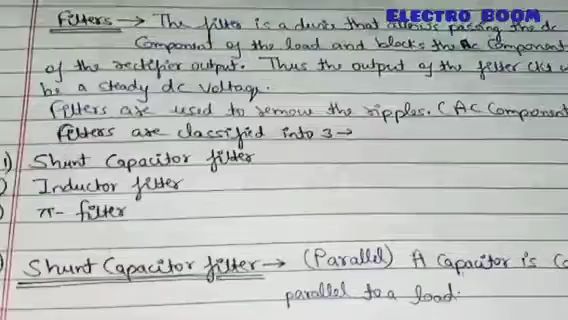 ELECTRO BOOM
Filters → The filter is a device that allows passing the dc
Component of the load and blocks the ac component
of the rectifier output. Thus the output of the filter ckt
be a steady dc voltage.
Filters are used to remove the ripples. (AC Component
Filters are classified into 3 →
1) Shunt Capacitor filter
Inductor filter
π- filter
Shunt Capacitor filter → (Parallel) A capacitor is
parallel to a load.